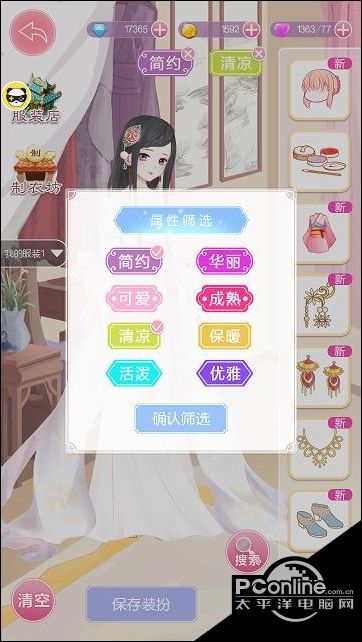 17365
1592
1363/77
简约
清凉
新
服装店
制
制衣坊
新
我的服装1
属性筛选
简约
华丽
可爱
成熟
清凉
保暖
活泼
优雅
确认筛选
新
新
新
新
搜索
清空
保存装扮
PConline.com.cn
太平洋电脑网